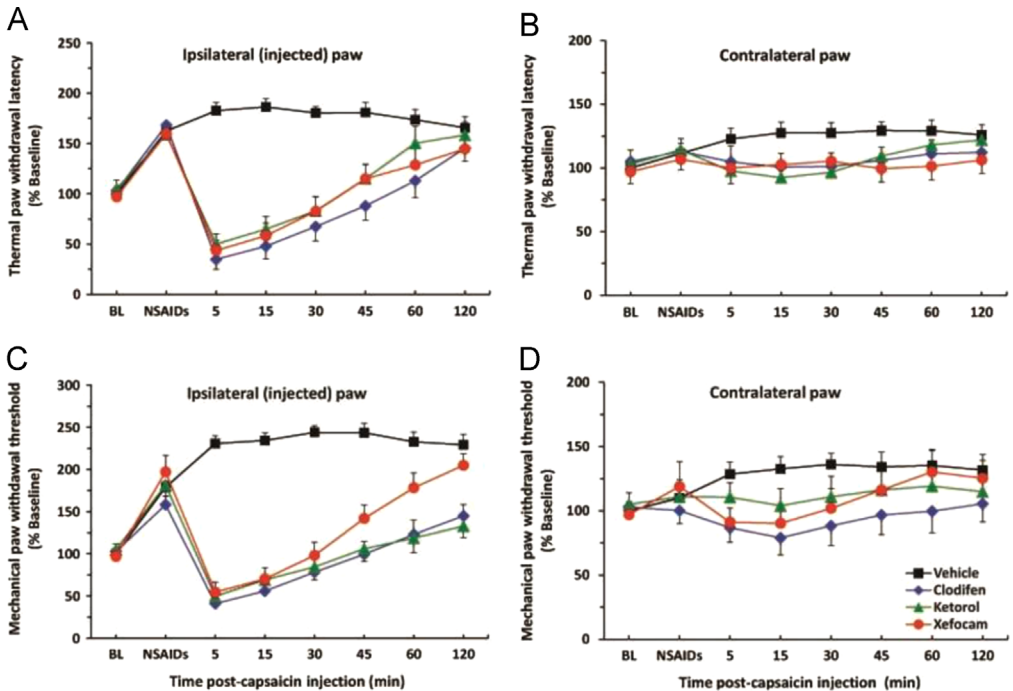 A
Ipsilateral (injected) paw
Thermal paw withdrawal latency
(% Baseline)
250
200
150
100
50
0
BL NSAIDs 5 15 30 45 60 120
B
Contralateral paw
Thermal paw withdrawal latency
(% Baseline)
200
150
100
50
0
BL NSAIDs 5 15 30 45 60 120
C
Ipsilateral (injected) paw
Mechanical paw withdrawal threshold
(% Baseline)
300
250
200
150
100
50
0
BL NSAIDs 5 15 30 45 60 120
Time post-capsaicin injection (min)
D
Contralateral paw
Mechanical paw withdrawal threshold
(% Baseline)
200
150
100
50
0
Vehicle
Clodifen
Ketorol
Xefocam
BL NSAIDs 5 15 30 45 60 120
Time post-capsaicin injection (min)